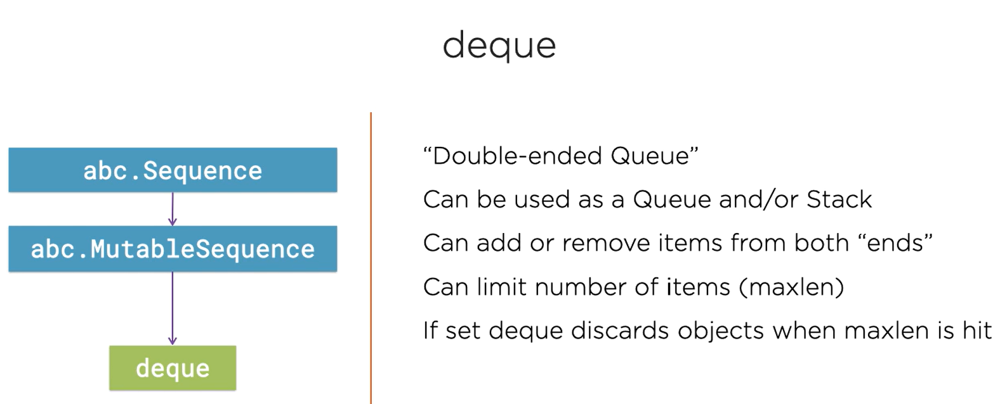 deque
abc.Sequence
abc.MutableSequence
deque
“Double-ended Queue”
Can be used as a Queue and/or Stack
Can add or remove items from both “ends”
Can limit number of items (maxlen)
If set deque discards objects when maxlen is hit